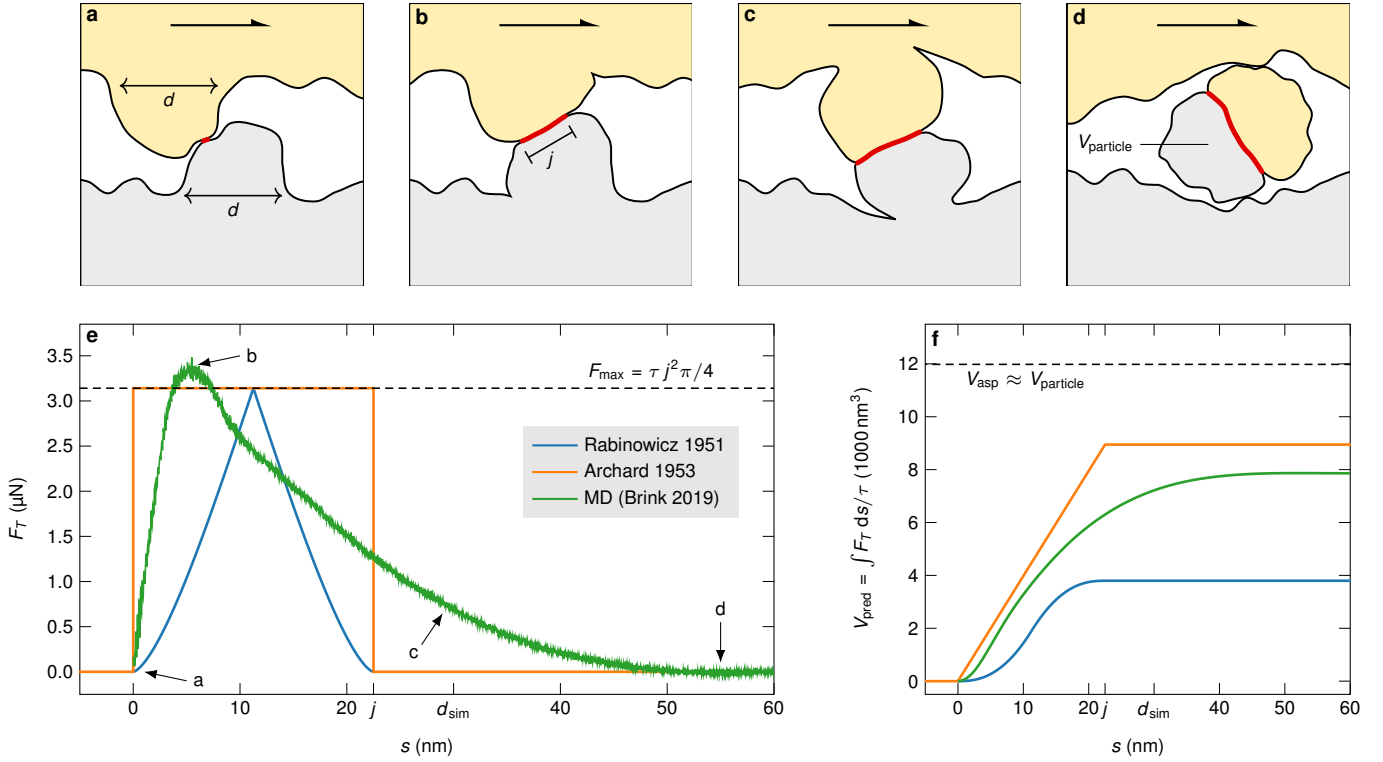 a
d
d
b
j
c
d
V_particle
e
F_T (µN)
3.5
3.0
2.5
2.0
1.5
1.0
0.5
0.0
b
F_max = τ j²π/4
Rabinowicz 1951
Archard 1953
MD (Brink 2019)
a
c
d
0 10 20 j d_sim 40 50 60
s (nm)
f
V_pred = ∫ F_T ds/τ (1000 nm³)
12
10
8
6
4
2
0
V_asp ≈ V_particle
0 10 20 j d_sim 40 50 60
s (nm)